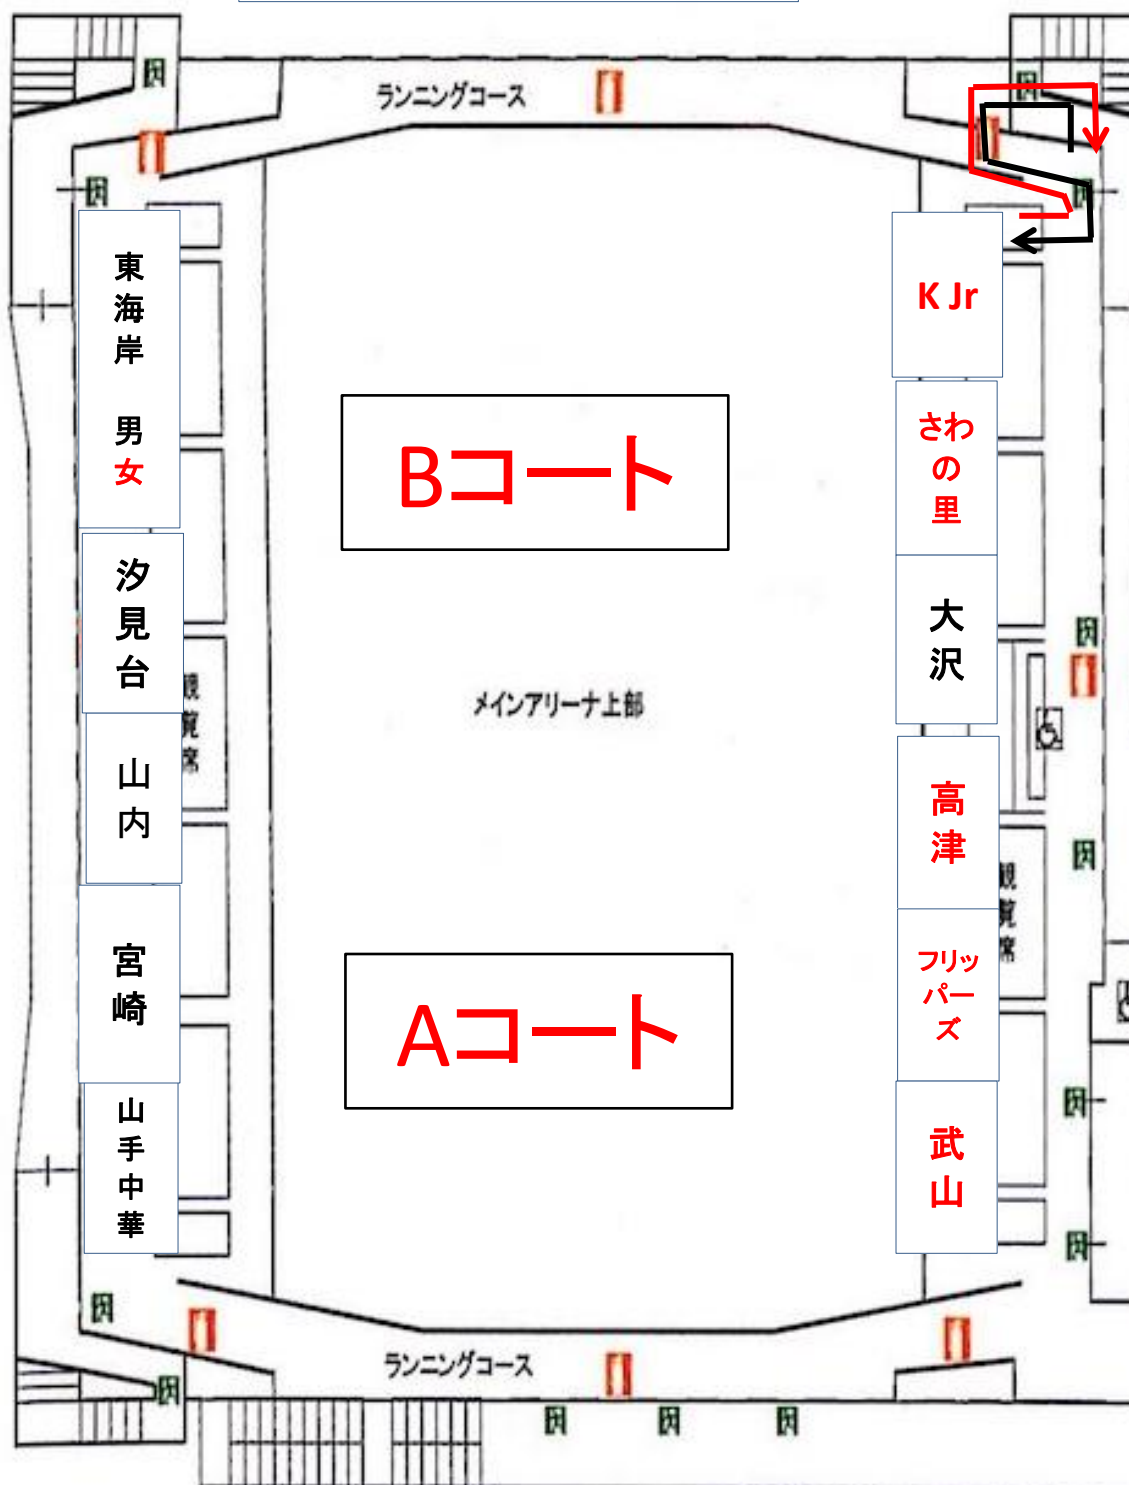 ランニングコース
東海岸 男女
汐見台
山内
宮崎
山手中華
観覧席
Bコート
メインアリーナ上部
Aコート
K Jr
さわの里
大沢
高津
フリッパーズ
武山
観覧席
ランニングコース